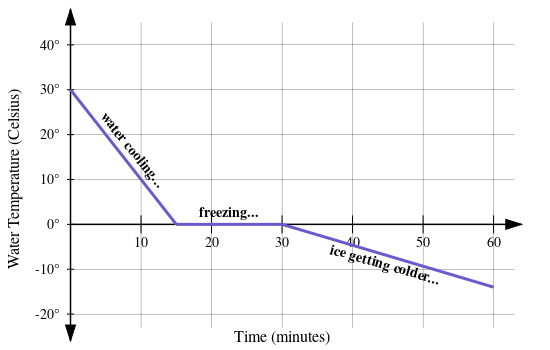 40°
30°
20°
10°
0°
-10°
-20°
10
20
30
40
50
60
water cooling...
freezing...
ice getting colder...
Water Temperature (Celsius)
Time (minutes)